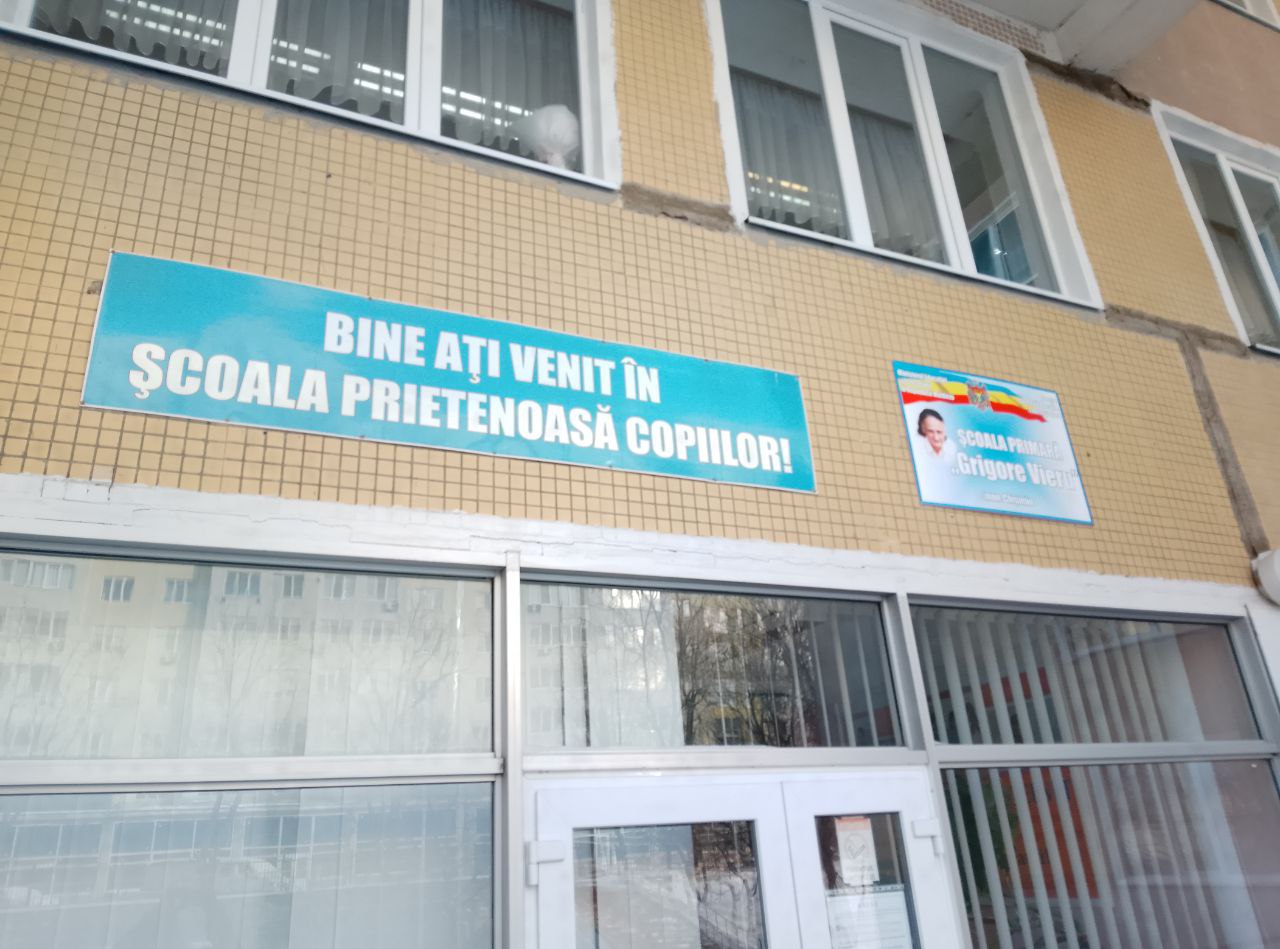 BINE AŢI VENIT ÎN
ŞCOALA PRIETENOASĂ COPIILOR!
ŞCOALA PRIMARĂ
„Grigore Vieru”